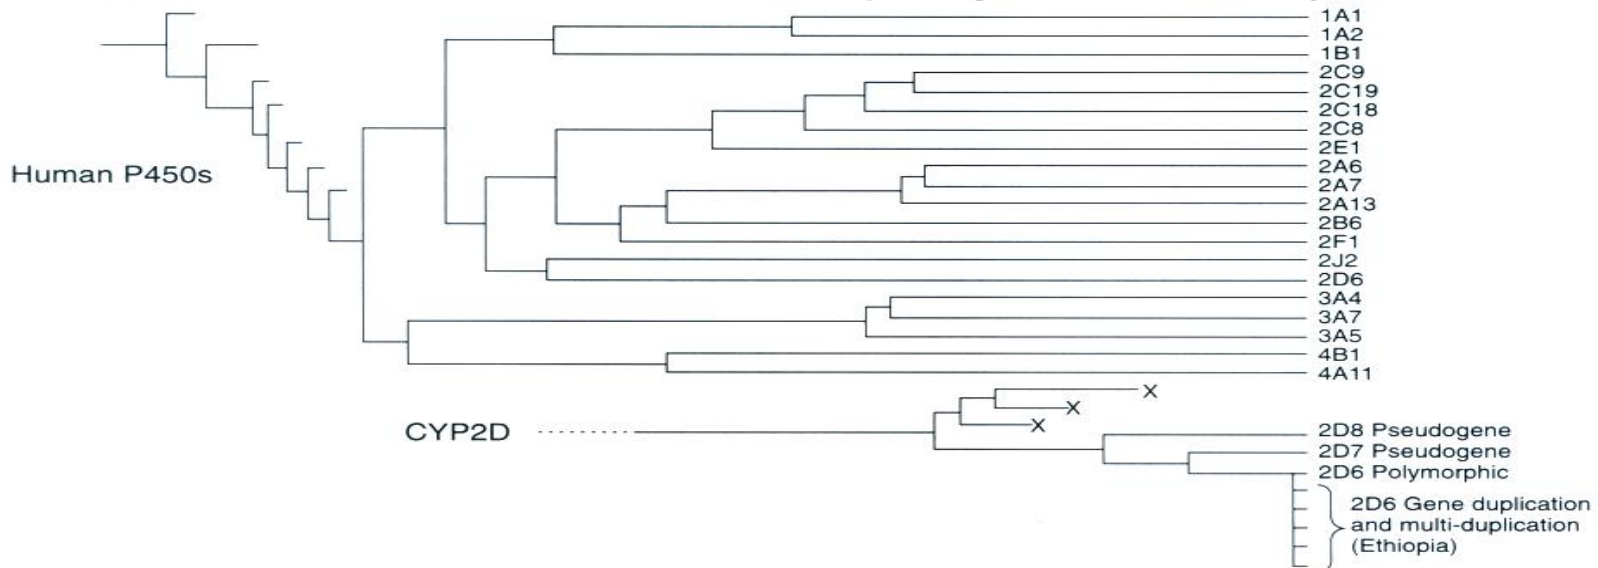 1A1
1A2
1B1
2C9
2C19
2C18
2C8
2E1
2A6
Human P450s
2A7
2A13
2B6
2F1
2J2
2D6
3A4
3A7
3A5
4B1
4A11
X
X
X
CYP2D
2D8 Pseudogene
2D7 Pseudogene
2D6 Polymorphic
2D6 Gene duplication
and multi-duplication
(Ethiopia)